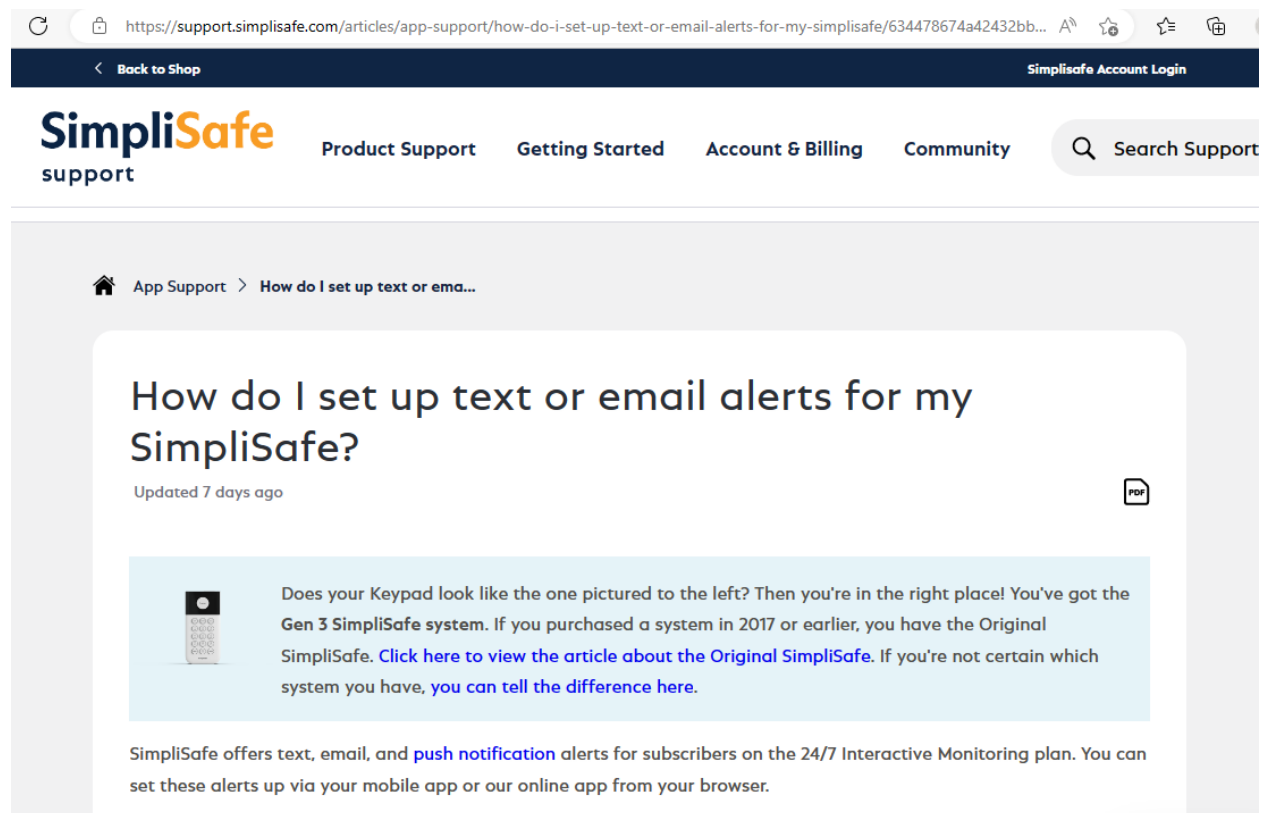 https://support.simplisafe.com/articles/app-support/how-do-i-set-up-text-or-email-alerts-for-my-simplisafe/634478674a42432bb...
Back to Shop
Simplisafe Account Login
SimpliSafe
support
Product Support
Getting Started
Account & Billing
Community
Search Support
App Support > How do I set up text or ema...
How do I set up text or email alerts for my
SimpliSafe?
Updated 7 days ago
PDF
Does your Keypad look like the one pictured to the left? Then you're in the right place! You've got the
Gen 3 SimpliSafe system. If you purchased a system in 2017 or earlier, you have the Original
SimpliSafe. Click here to view the article about the Original SimpliSafe. If you're not certain which
system you have, you can tell the difference here.
SimpliSafe offers text, email, and push notification alerts for subscribers on the 24/7 Interactive Monitoring plan. You can
set these alerts up via your mobile app or our online app from your browser.